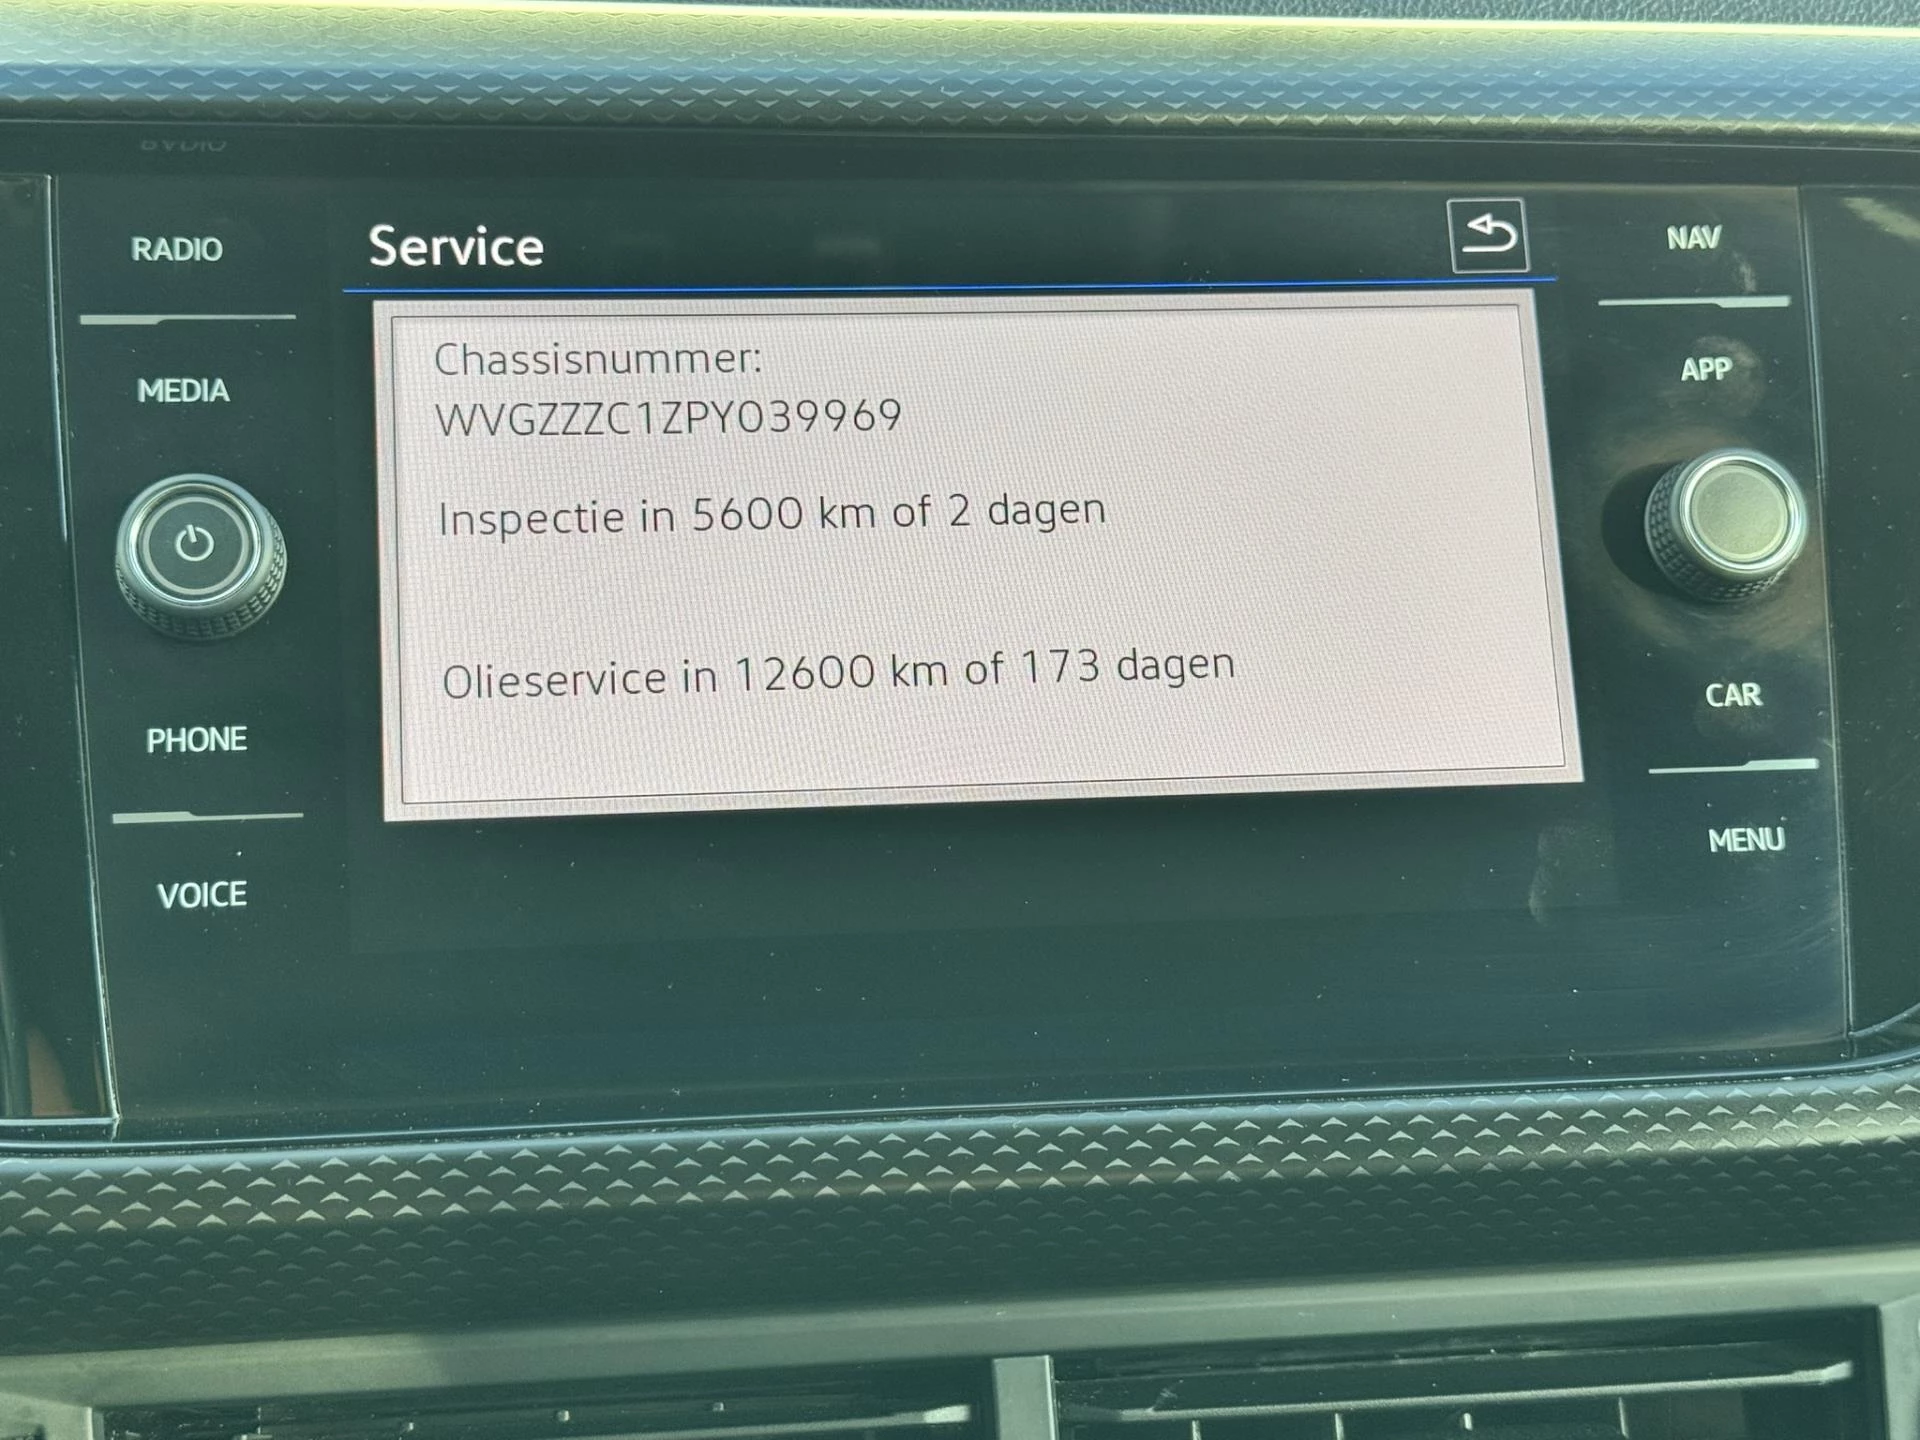 RADIO
MEDIA
PHONE
VOICE
Service
Chassisnummer:
WVGZZZC1ZPY039969
Inspectie in 5600 km of 2 dagen
Olieservice in 12600 km of 173 dagen
NAV
APP
CAR
MENU